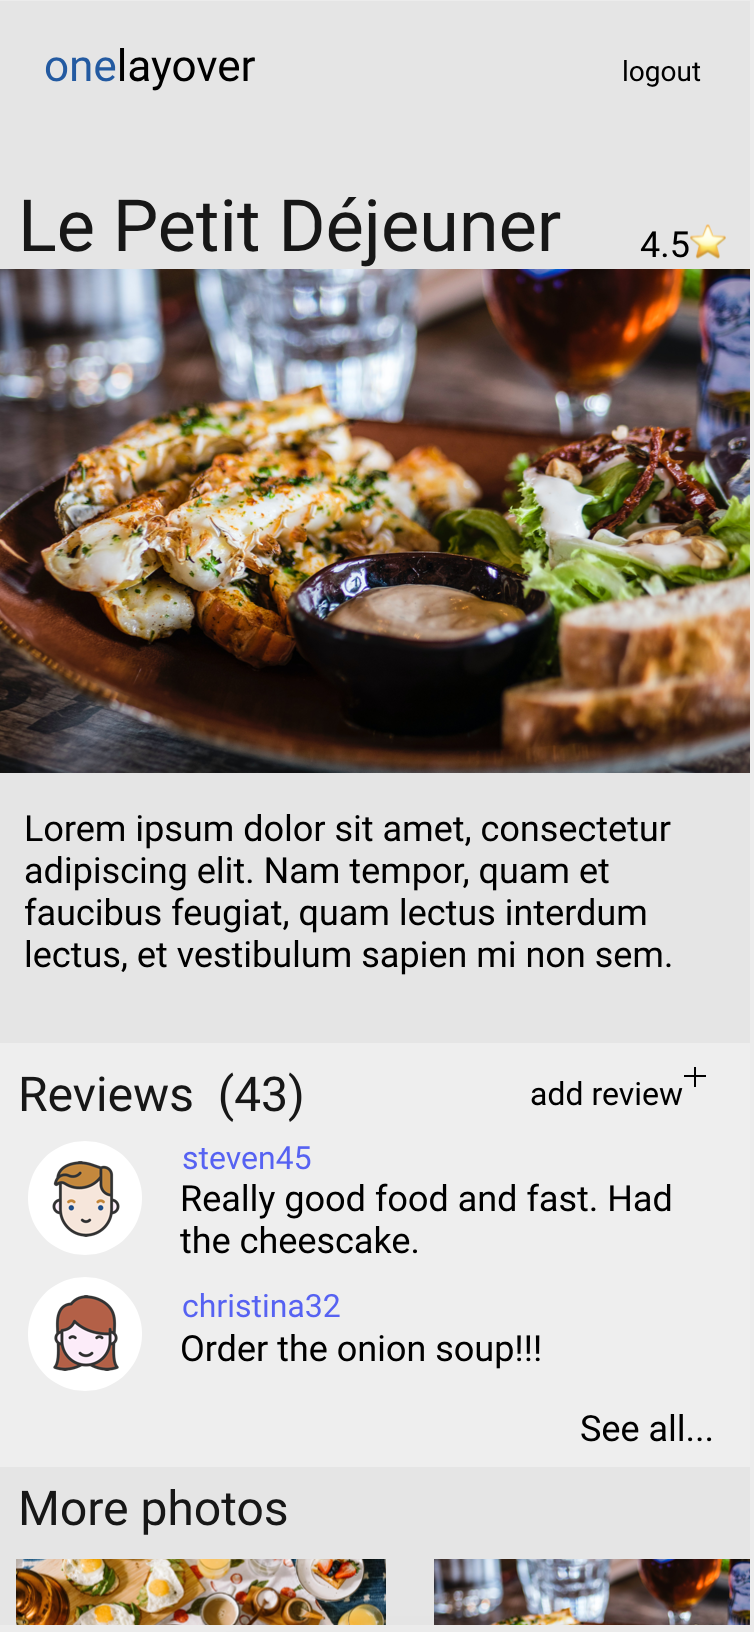 onelayover
logout
Le Petit Déjeuner
4.5⭐
Lorem ipsum dolor sit amet, consectetur
adipiscing elit. Nam tempor, quam et
faucibus feugiat, quam lectus interdum
lectus, et vestibulum sapien mi non sem.
Reviews (43)
add review+
steven45
Really good food and fast. Had
the cheescake.
christina32
Order the onion soup!!!
See all...
More photos